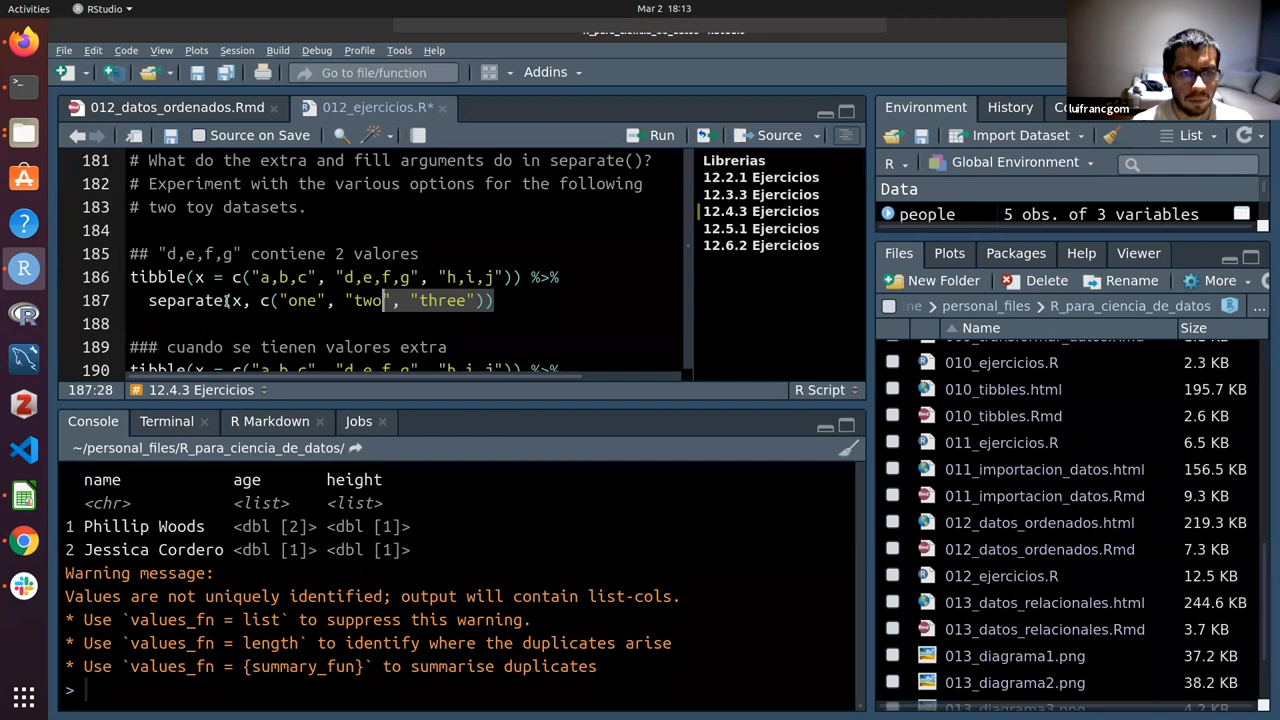 Activities RStudio Mar 2 18:13
File Edit Code View Plots Session Build Debug Profile Tools Help
Go to file/function Addins
luifrancgom
012_datos_ordenados.Rmd 012_ejercicios.R*
Source on Save Run Source
181 # What do the extra and fill arguments do in separate()?
182 # Experiment with the various options for the following
183 # two toy datasets.
184
185 ## "d,e,f,g" contiene 2 valores
186 tibble(x = c("a,b,c", "d,e,f,g", "h,i,j")) %>%
187 separate(x, c("one", "two", "three"))
188
189 ### cuando se tienen valores extra
190 tibble(x = c("a,b,c", "d,e,f,g", "h,i,j")) %>%
187:28 12.4.3 Ejercicios R Script
Librerias
12.2.1 Ejercicios
12.3.3 Ejercicios
12.4.3 Ejercicios
12.5.1 Ejercicios
12.6.2 Ejercicios
Console Terminal R Markdown Jobs
~/personal_files/R_para_ciencia_de_datos/
name age height
<chr> <list> <list>
1 Phillip Woods <dbl [2]> <dbl [1]>
2 Jessica Cordero <dbl [1]> <dbl [1]>
Warning message:
Values are not uniquely identified; output will contain list-cols.
* Use `values_fn = list` to suppress this warning.
* Use `values_fn = length` to identify where the duplicates arise
* Use `values_fn = {summary_fun}` to summarise duplicates
>
Environment History
Import Dataset List
R Global Environment
Data
people 5 obs. of 3 variables
Files Plots Packages Help Viewer
New Folder Delete Rename More
me personal_files R_para_ciencia_de_datos ...
Name Size
010_ejercicios.R 2.3 KB
010_tibbles.html 195.7 KB
010_tibbles.Rmd 2.6 KB
011_ejercicios.R 6.5 KB
011_importacion_datos.html 156.5 KB
011_importacion_datos.Rmd 9.3 KB
012_datos_ordenados.html 219.3 KB
012_datos_ordenados.Rmd 7.3 KB
012_ejercicios.R 12.5 KB
013_datos_relacionales.html 244.6 KB
013_datos_relacionales.Rmd 3.7 KB
013_diagrama1.png 37.2 KB
013_diagrama2.png 38.2 KB
013_diagrama3.png